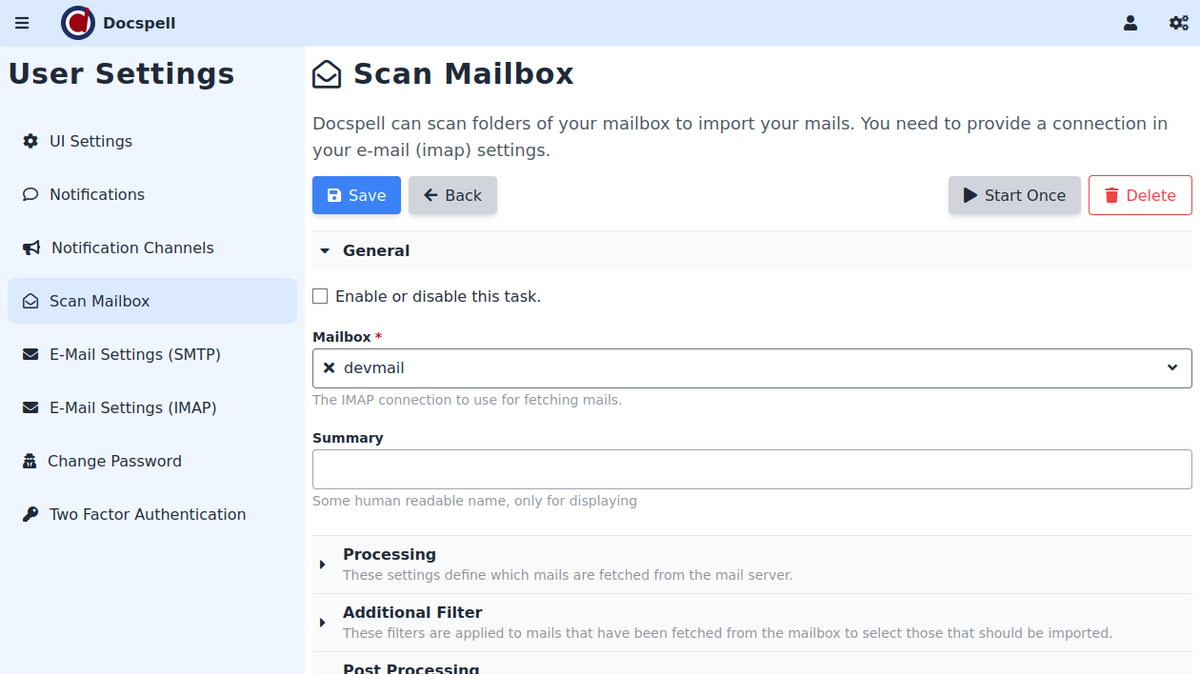 Docspell
User Settings
UI Settings
Notifications
Notification Channels
Scan Mailbox
E-Mail Settings (SMTP)
E-Mail Settings (IMAP)
Change Password
Two Factor Authentication
Scan Mailbox
Docspell can scan folders of your mailbox to import your mails. You need to provide a connection in
your e-mail (imap) settings.
Save Back Start Once Delete
General
Enable or disable this task.
Mailbox *
devmail
The IMAP connection to use for fetching mails.
Summary
Some human readable name, only for displaying
Processing
These settings define which mails are fetched from the mail server.
Additional Filter
These filters are applied to mails that have been fetched from the mailbox to select those that should be imported.
Post Processing